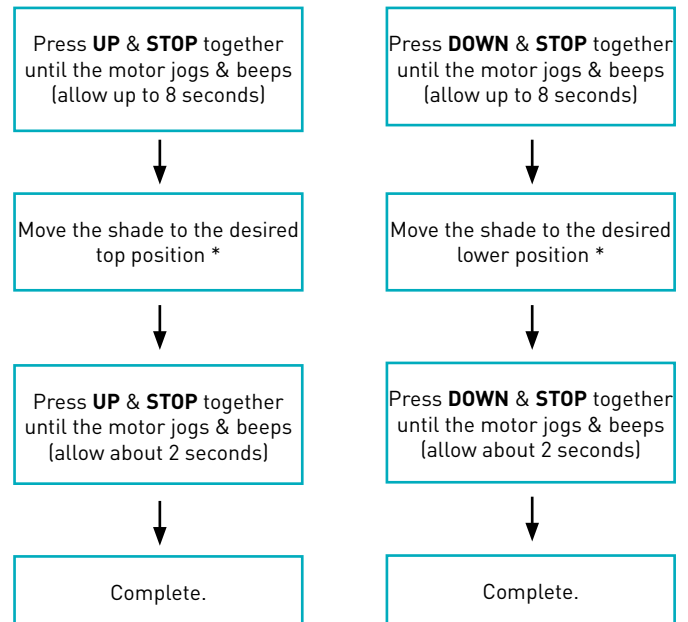 Press UP & STOP together
until the motor jogs & beeps
(allow up to 8 seconds)
Move the shade to the desired
top position *
Press UP & STOP together
until the motor jogs & beeps
(allow about 2 seconds)
Complete.
Press DOWN & STOP together
until the motor jogs & beeps
(allow up to 8 seconds)
Move the shade to the desired
lower position *
Press DOWN & STOP together
until the motor jogs & beeps
(allow about 2 seconds)
Complete.